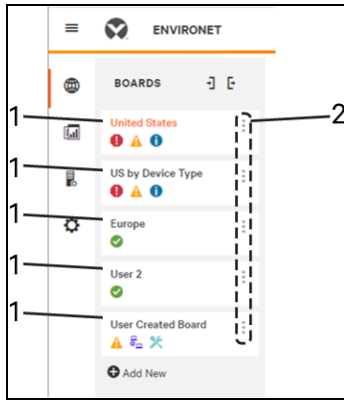 ENVIRONET
BOARDS
1
United States
2
1
US by Device Type
1
Europe
1
User 2
1
User Created Board
Add New